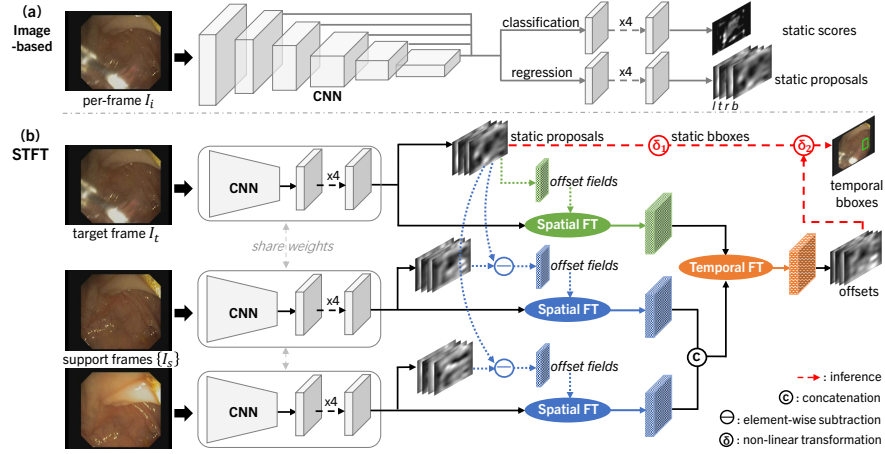 (a)
Image
-based
per-frame I_i
CNN
classification
x4
static scores
regression
x4
static proposals
l t r b
(b)
STFT
CNN
x4
target frame I_t
share weights
static proposals
δ1
static bboxes
δ2
temporal
bboxes
offset fields
Spatial FT
CNN
x4
offset fields
Spatial FT
Temporal FT
offsets
support frames {I_s}
CNN
x4
offset fields
Spatial FT
C
: inference
C : concatenation
: element-wise subtraction
δ : non-linear transformation